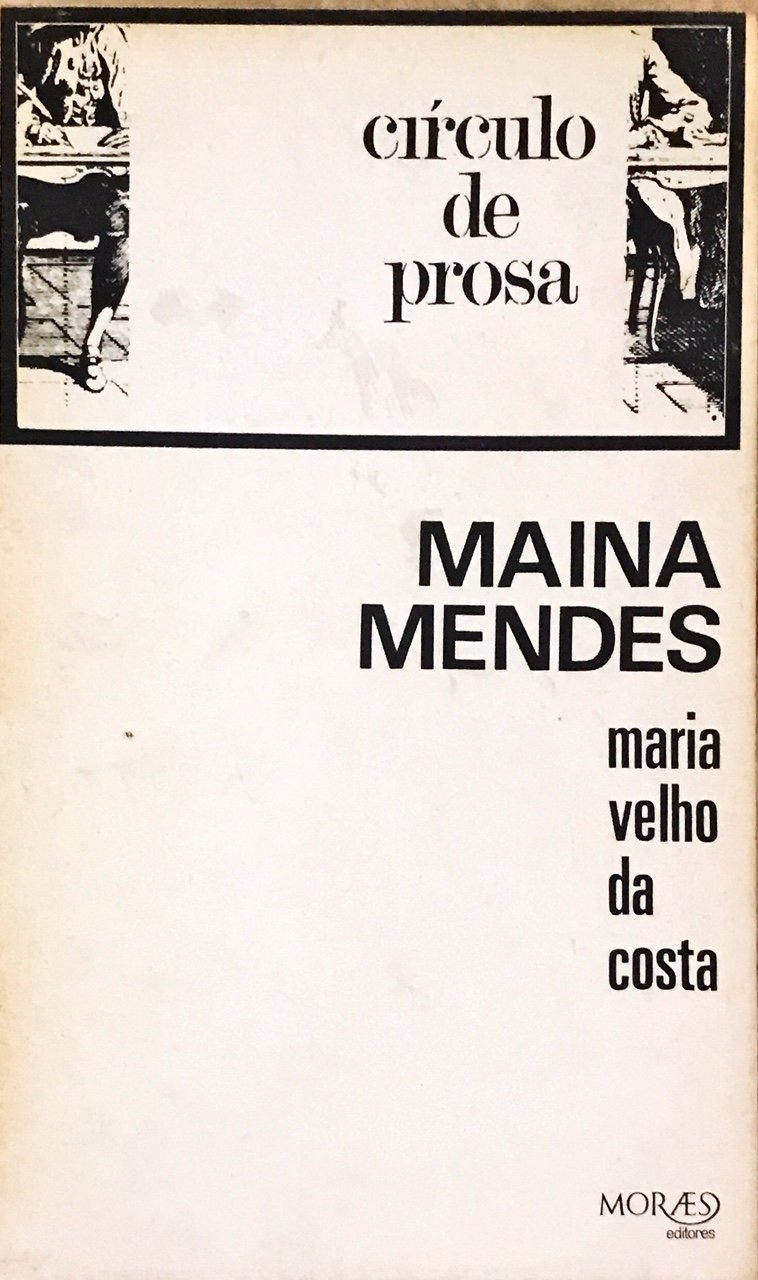 círculo
de
prosa
MAINA
MENDES
maria
velho
da
costa
MORÆS
editores